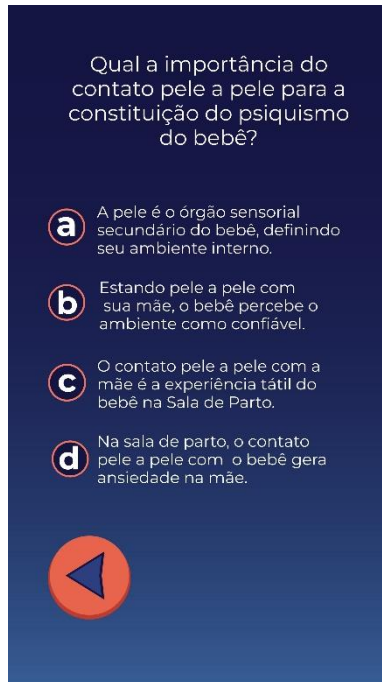 Qual a importância do
contato pele a pele para a
constituição do psiquismo
do bebê?
a
A pele é o órgão sensorial
secundário do bebê, definindo
seu ambiente interno.
b
Estando pele a pele com
sua mãe, o bebê percebe o
ambiente como confiável.
c
O contato pele a pele com a
mãe é a experiência tátil do
bebê na Sala de Parto.
d
Na sala de parto, o contato
pele a pele com o bebê gera
ansiedade na mãe.